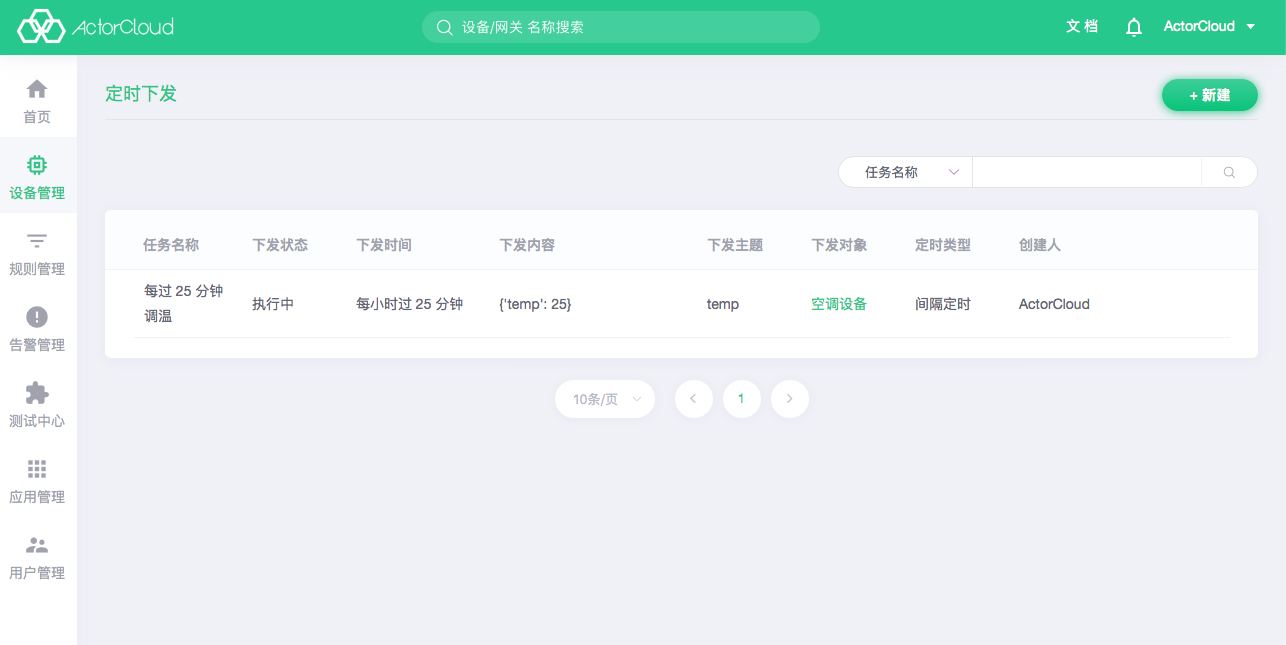 ActorCloud
设备/网关 名称搜索
文档
ActorCloud
首页
设备管理
规则管理
告警管理
测试中心
应用管理
用户管理
定时下发
+ 新建
任务名称
任务名称 下发状态 下发时间 下发内容 下发主题 下发对象 定时类型 创建人
每过 25 分钟
调温
执行中 每小时过 25 分钟 {'temp': 25} temp 空调设备 间隔定时 ActorCloud
10条/页 1